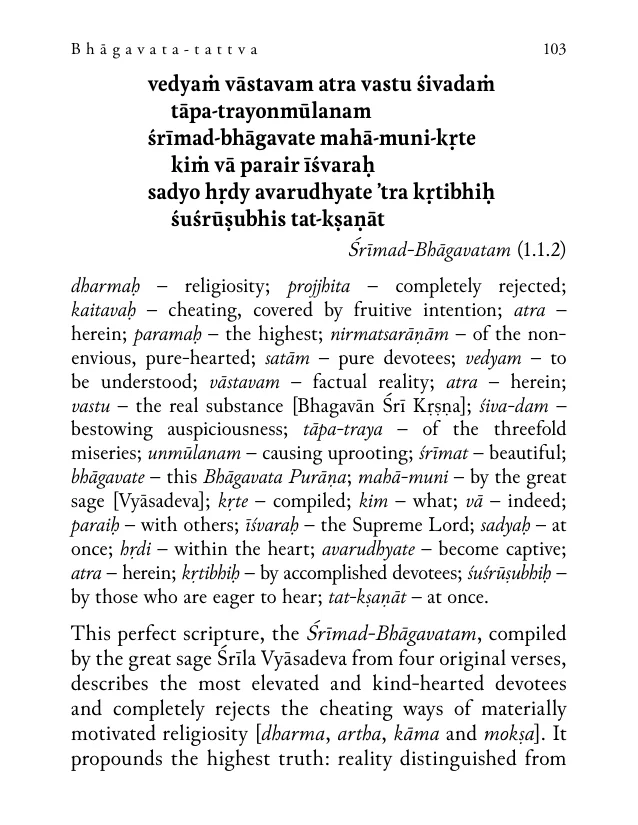 Bhāgavata-tattva 103
vedyaṁ vāstavam atra vastu śivadaṁ
tāpa-trayonmūlanam
śrīmad-bhāgavate mahā-muni-kṛte
kiṁ vā parair īśvaraḥ
sadyo hṛdy avarudhyate ’tra kṛtibhiḥ
śuśrūṣubhis tat-kṣaṇāt
Śrīmad-Bhāgavatam (1.1.2)
dharmaḥ – religiosity; projjhita – completely rejected;
kaitavaḥ – cheating, covered by fruitive intention; atra –
herein; paramaḥ – the highest; nirmatsarāṇām – of the non-
envious, pure-hearted; satām – pure devotees; vedyam – to
be understood; vāstavam – factual reality; atra – herein;
vastu – the real substance [Bhagavān Śrī Kṛṣṇa]; śiva-dam –
bestowing auspiciousness; tāpa-traya – of the threefold
miseries; unmūlanam – causing uprooting; śrīmat – beautiful;
bhāgavate – this Bhāgavata Purāṇa; mahā-muni – by the great
sage [Vyāsadeva]; kṛte – compiled; kim – what; vā – indeed;
paraiḥ – with others; īśvaraḥ – the Supreme Lord; sadyaḥ – at
once; hṛdi – within the heart; avarudhyate – become captive;
atra – herein; kṛtibhiḥ – by accomplished devotees; śuśrūṣubhiḥ –
by those who are eager to hear; tat-kṣaṇāt – at once.
This perfect scripture, the Śrīmad-Bhāgavatam, compiled
by the great sage Śrīla Vyāsadeva from four original verses,
describes the most elevated and kind-hearted devotees
and completely rejects the cheating ways of materially
motivated religiosity [dharma, artha, kāma and mokṣa]. It
propounds the highest truth: reality distinguished from